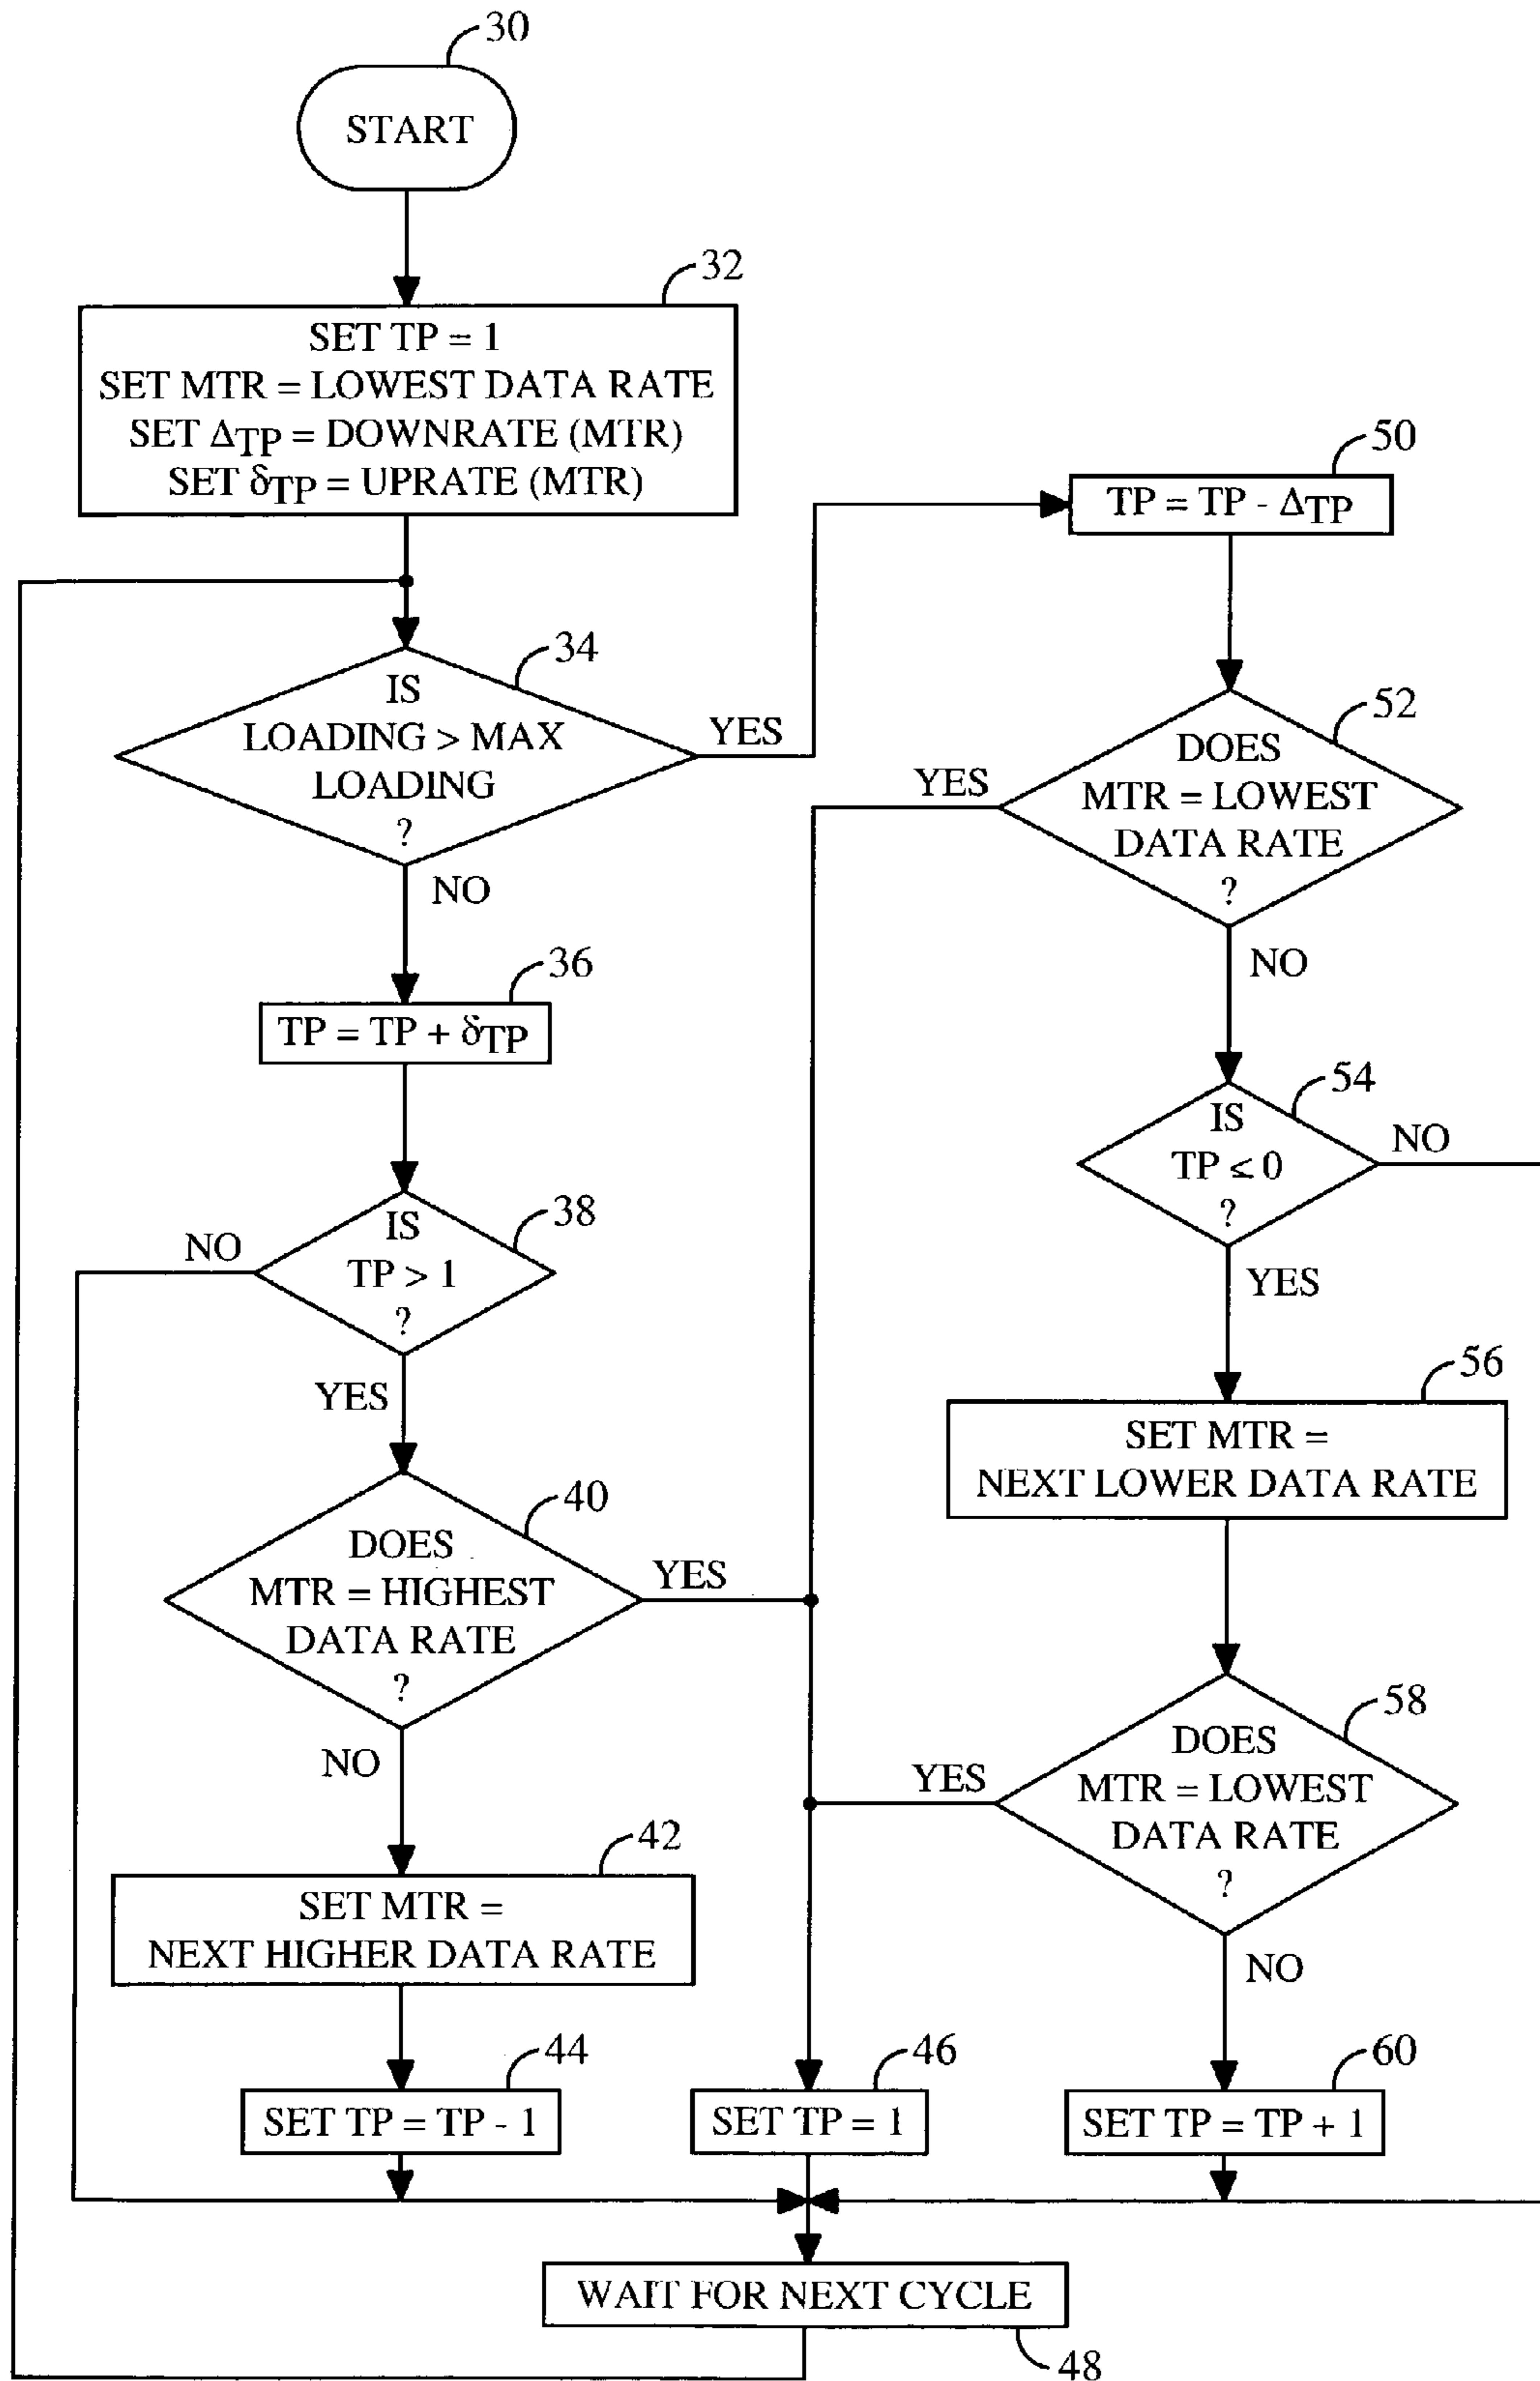 30
START
32
SET TP = 1
SET MTR = LOWEST DATA RATE
SET ΔTP = DOWNRATE (MTR)
SET δTP = UPRATE (MTR)
34
IS
LOADING > MAX
LOADING
?
YES
NO
36
TP = TP + δTP
38
IS
TP > 1
?
NO
YES
40
DOES
MTR = HIGHEST
DATA RATE
?
YES
NO
42
SET MTR =
NEXT HIGHER DATA RATE
44
SET TP = TP - 1
46
SET TP = 1
50
TP = TP - ΔTP
52
DOES
MTR = LOWEST
DATA RATE
?
YES
NO
54
IS
TP ≤ 0
?
NO
YES
56
SET MTR =
NEXT LOWER DATA RATE
58
DOES
MTR = LOWEST
DATA RATE
?
YES
NO
60
SET TP = TP + 1
WAIT FOR NEXT CYCLE
48